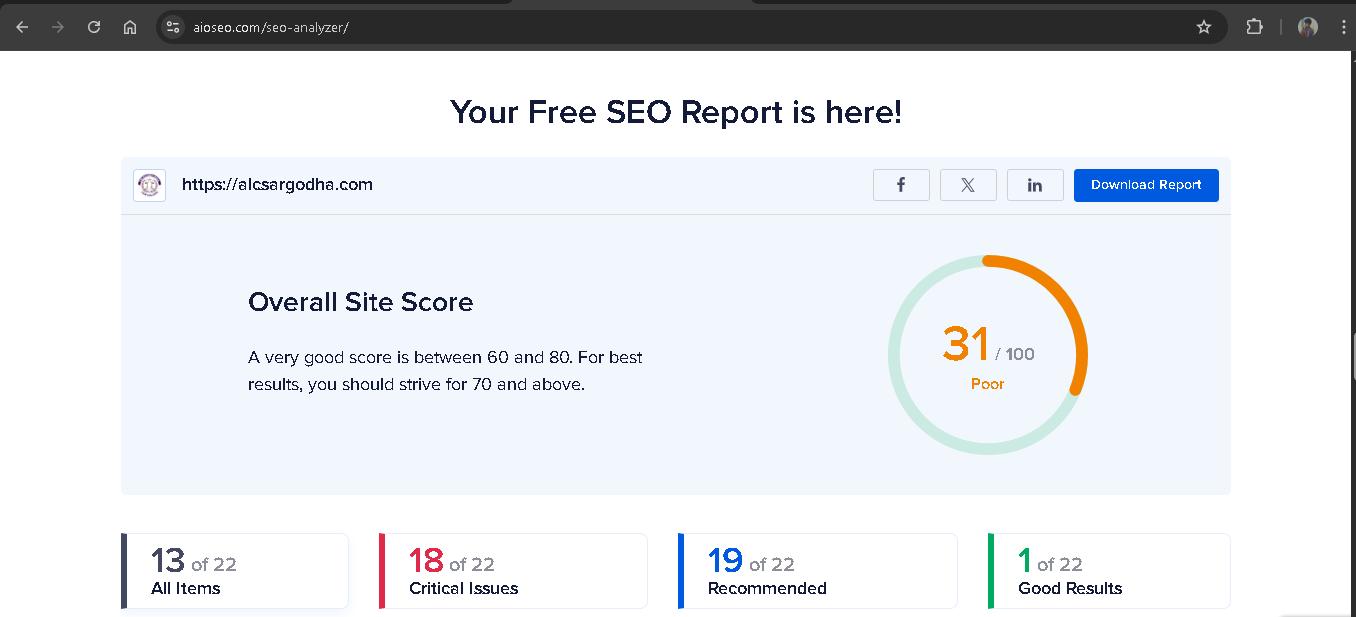 aioseo.com/seo-analyzer/
Your Free SEO Report is here!
https://alcsargodha.com
f X in Download Report
Overall Site Score
A very good score is between 60 and 80. For best
results, you should strive for 70 and above.
31 / 100
Poor
13 of 22 18 of 22 19 of 22 1 of 22
All Items Critical Issues Recommended Good Results